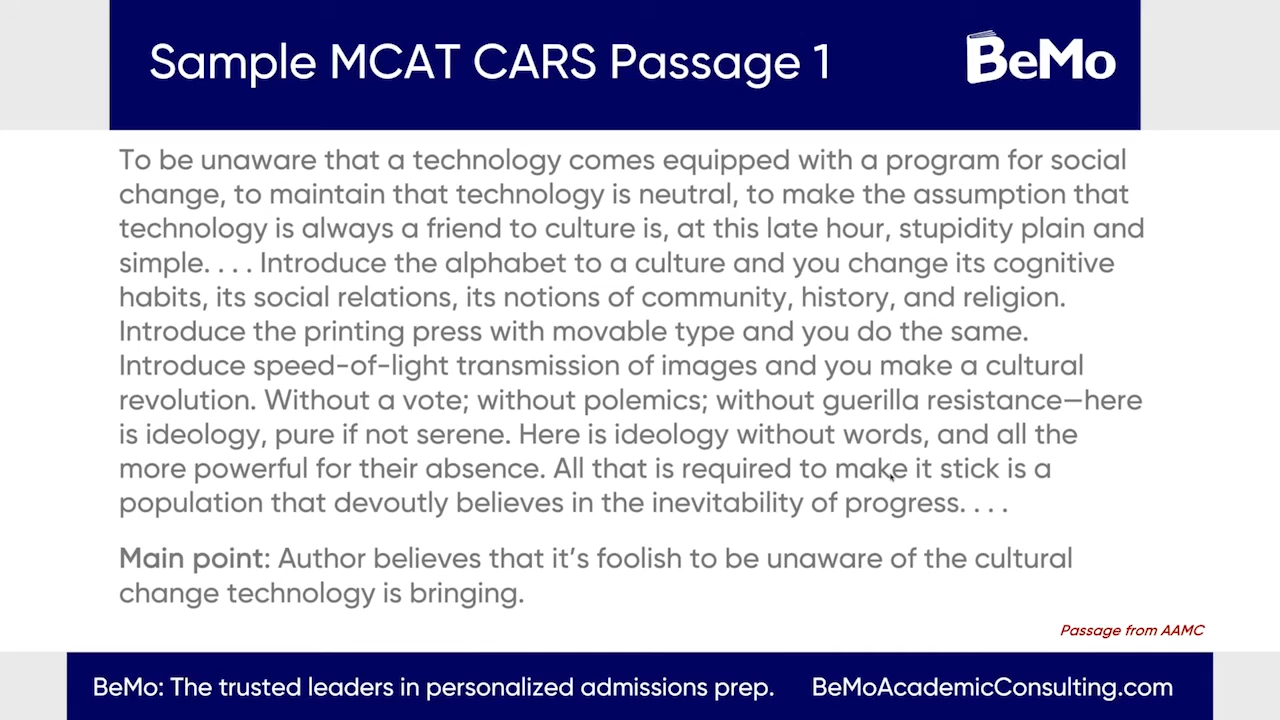 Sample MCAT CARS Passage 1
BeMo
To be unaware that a technology comes equipped with a program for social
change, to maintain that technology is neutral, to make the assumption that
technology is always a friend to culture is, at this late hour, stupidity plain and
simple. . . . Introduce the alphabet to a culture and you change its cognitive
habits, its social relations, its notions of community, history, and religion.
Introduce the printing press with movable type and you do the same.
Introduce speed-of-light transmission of images and you make a cultural
revolution. Without a vote; without polemics; without guerilla resistance—here
is ideology, pure if not serene. Here is ideology without words, and all the
more powerful for their absence. All that is required to make it stick is a
population that devoutly believes in the inevitability of progress. . . .
Main point: Author believes that it’s foolish to be unaware of the cultural
change technology is bringing.
Passage from AAMC
BeMo: The trusted leaders in personalized admissions prep. BeMoAcademicConsulting.com